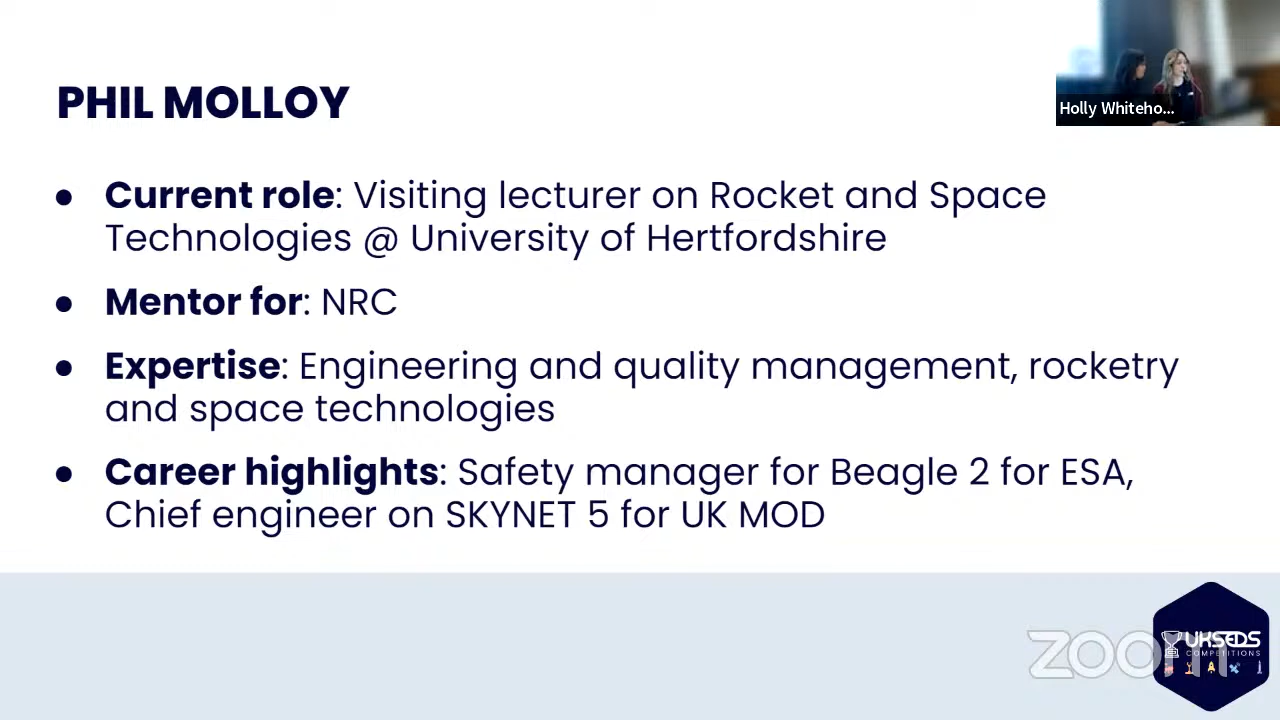 PHIL MOLLOY
Holly Whiteho...
● Current role: Visiting lecturer on Rocket and Space
Technologies @ University of Hertfordshire
● Mentor for: NRC
● Expertise: Engineering and quality management, rocketry
and space technologies
● Career highlights: Safety manager for Beagle 2 for ESA,
Chief engineer on SKYNET 5 for UK MOD
zoom
UKSEDS
COMPETITIONS